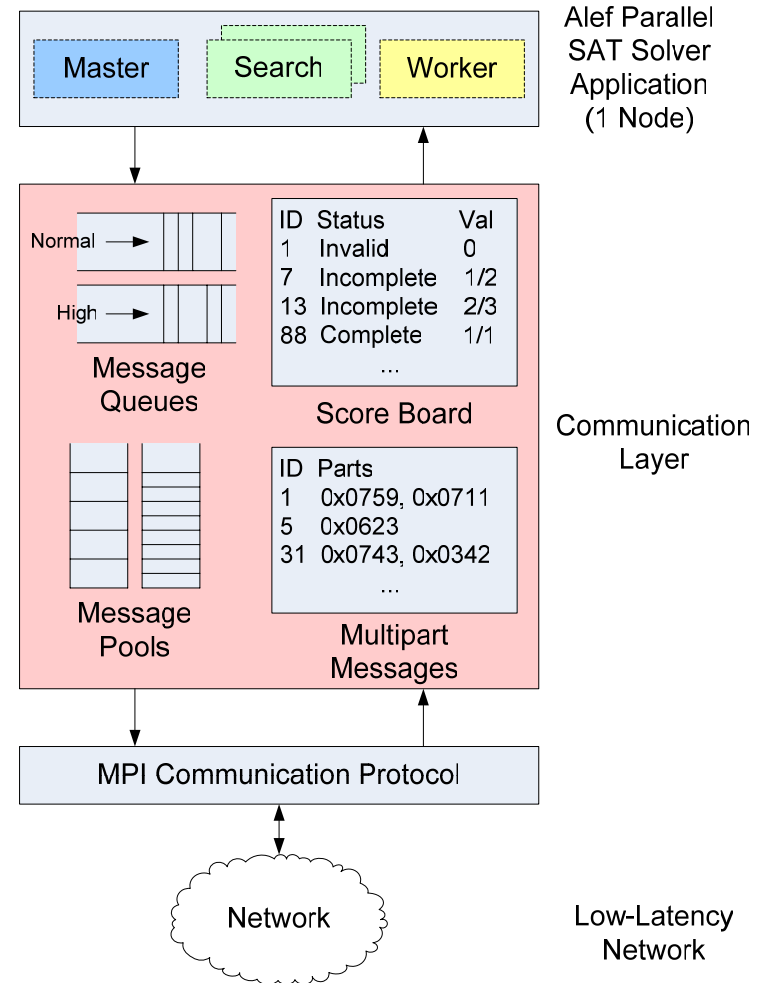 Alef Parallel
SAT Solver
Application
(1 Node)
Master
Search
Worker
Normal
High
Message
Queues
ID Status Val
1 Invalid 0
7 Incomplete 1/2
13 Incomplete 2/3
88 Complete 1/1
...
Score Board
Communication
Layer
Message
Pools
ID Parts
1 0x0759, 0x0711
5 0x0623
31 0x0743, 0x0342
...
Multipart
Messages
MPI Communication Protocol
Network
Low-Latency
Network